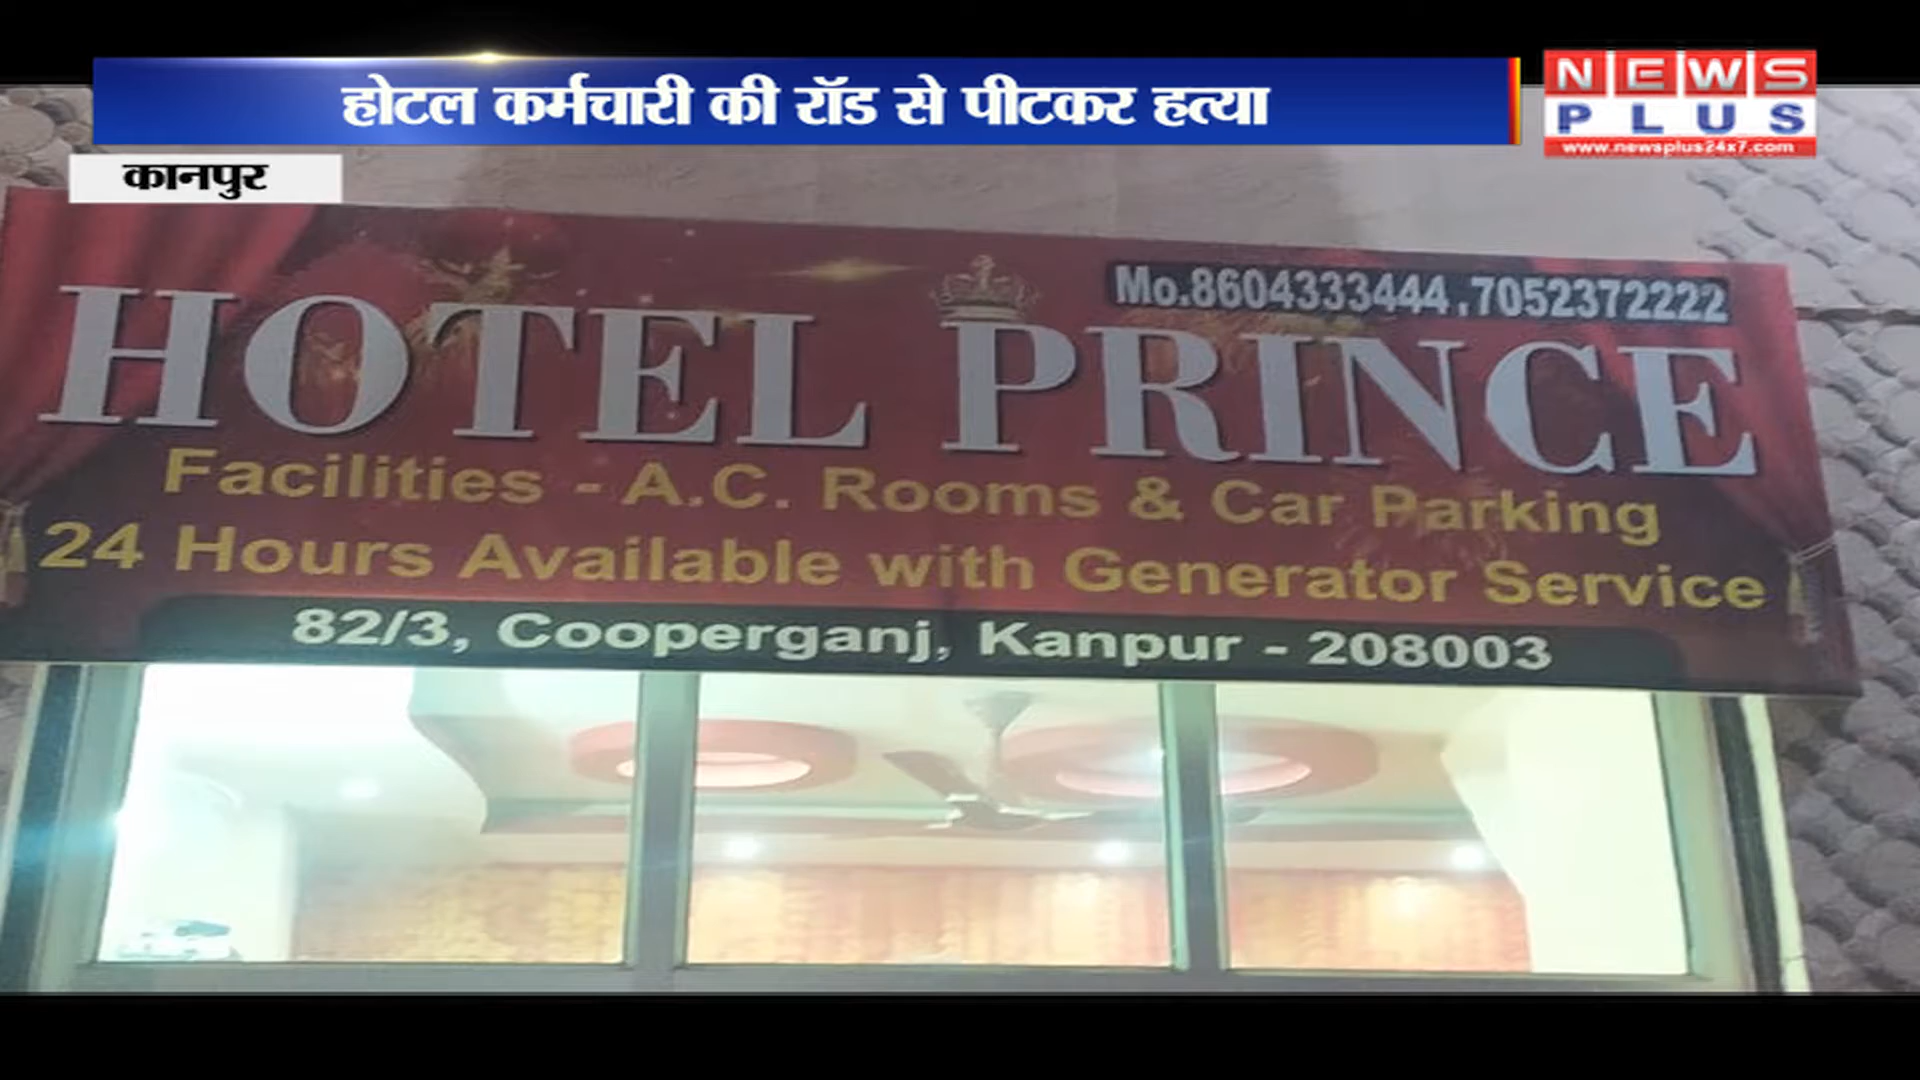 होटल कर्मचारी की रॉड से पीटकर हत्या
NEWS
PLUS
www.newsplus24x7.com
कानपुर
Mo.8604333444,7052372222
HOTEL PRINCE
Facilities - A.C. Rooms & Car Parking
24 Hours Available with Generator Service
82/3, Cooperganj, Kanpur - 208003